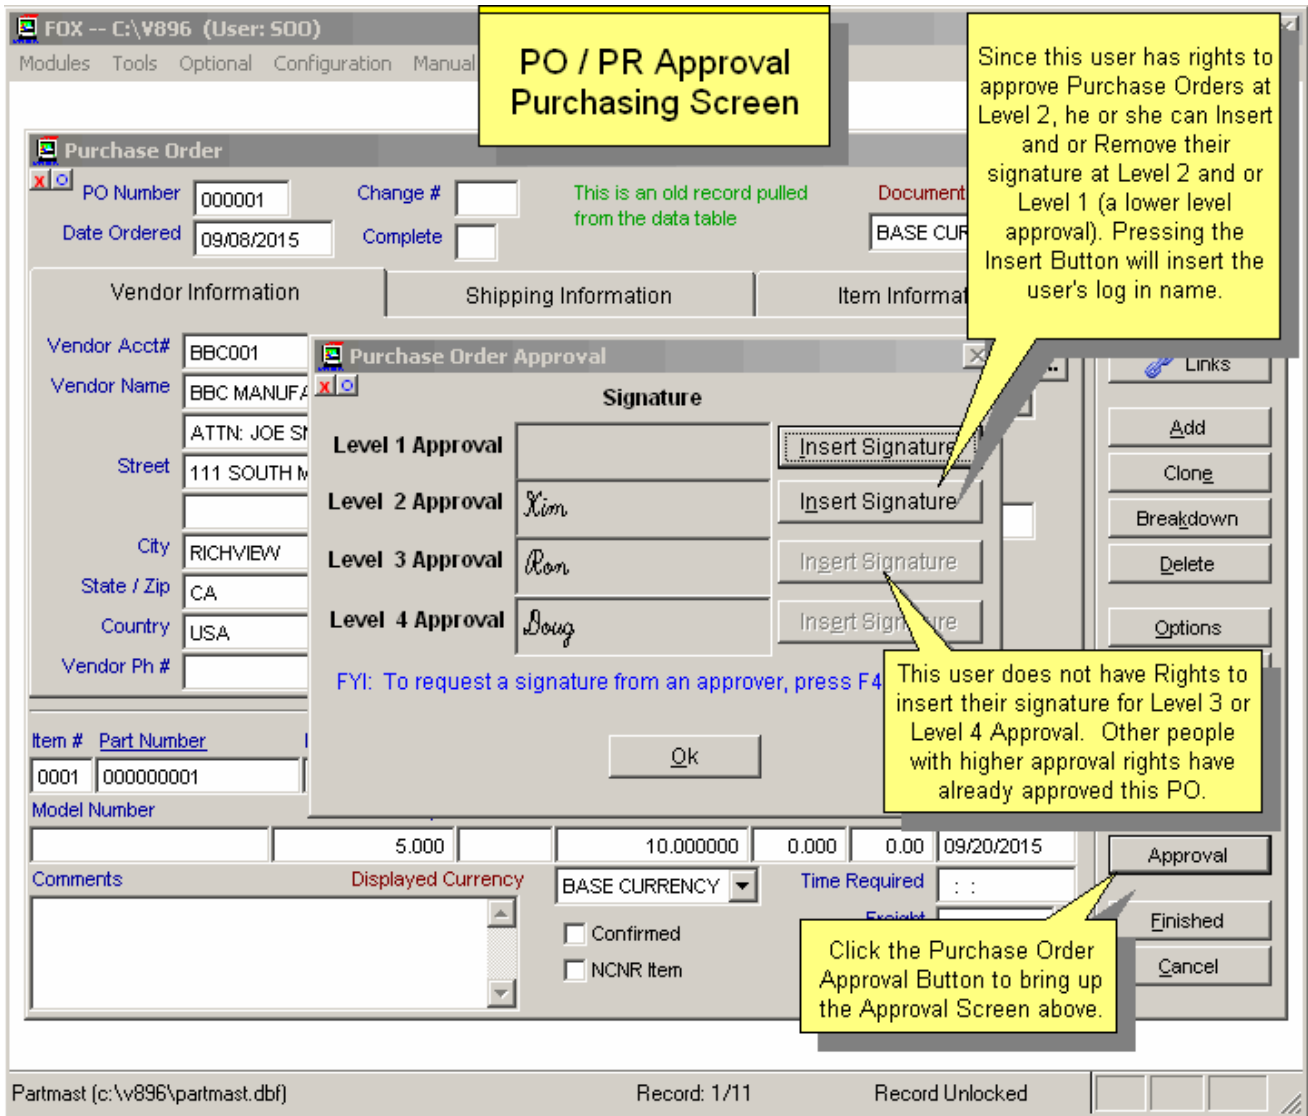 FOX -- C:\V896 (User: SOO)
Modules Tools Optional Configuration Manual
PO / PR Approval
Purchasing Screen
Since this user has rights to
approve Purchase Orders at
Level 2, he or she can Insert
and or Remove their
signature at Level 2 and or
Level 1 (a lower level
approval). Pressing the
Insert Button will insert the
user's log in name.
Purchase Order
PO Number 000001 Change # This is an old record pulled
from the data table
Document
Date Ordered 09/08/2015 Complete BASE CUR
Vendor Information Shipping Information Item Informat
Vendor Acct# BBC001
Vendor Name BBC MANUFA
ATTN: JOE SN
Street 111 SOUTH M
City RICHVIEW
State / Zip CA
Country USA
Vendor Ph #
Purchase Order Approval
Signature
Level 1 Approval Insert Signature
Level 2 Approval Kim Insert Signature
Level 3 Approval Ron Insert Signature
Level 4 Approval Doug Insert Signature
FYI: To request a signature from an approver, press F4
Ok
Links
Add
Clone
Breakdown
Delete
Options
This user does not have Rights to
insert their signature for Level 3 or
Level 4 Approval. Other people
with higher approval rights have
already approved this PO.
Item # Part Number
0001 000000001
Model Number
5.000 10.000000 0.000 0.00 09/20/2015
Approval
Comments Displayed Currency BASE CURRENCY Time Required : :
Freight
Confirmed
NCNR Item
Finished
Cancel
Click the Purchase Order
Approval Button to bring up
the Approval Screen above.
Partmast (c:\v896\partmast.dbf) Record: 1/11 Record Unlocked